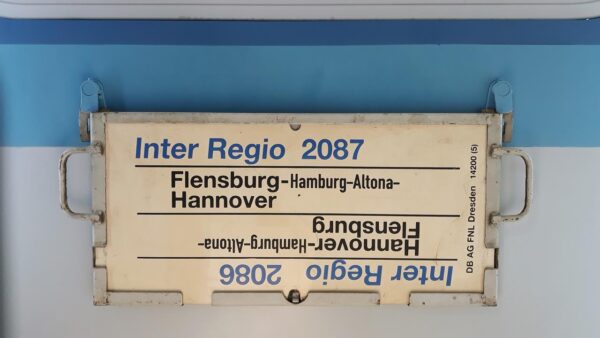 Inter Regio 2087
Flensburg-Hamburg-Altona-
Hannover
Hannover-Hamburg-Altona-
Flensburg
Inter Regio 2086
DB AG FNL Dresden 14200 (5)